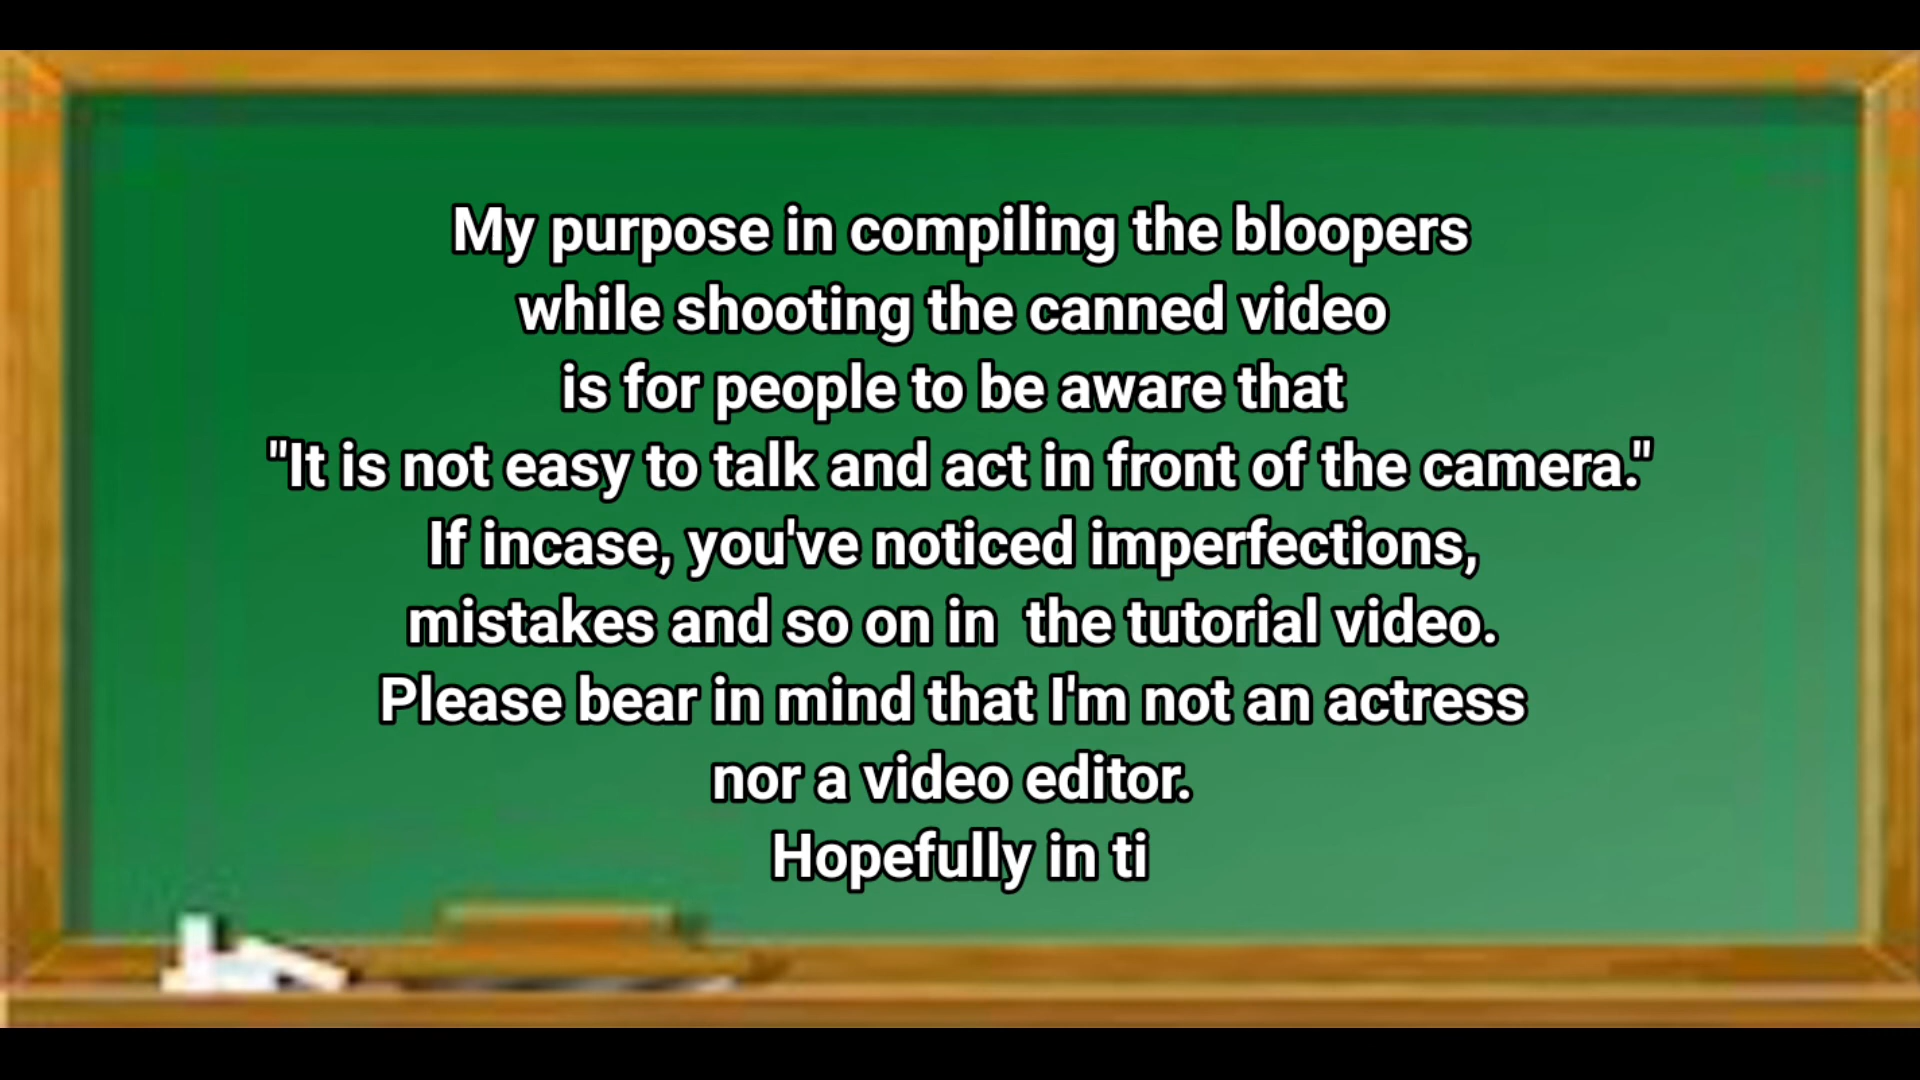 My purpose in compiling the bloopers
while shooting the canned video
is for people to be aware that
"It is not easy to talk and act in front of the camera."
If incase, you've noticed imperfections,
mistakes and so on in  the tutorial video.
Please bear in mind that I'm not an actress
nor a video editor.
Hopefully in ti